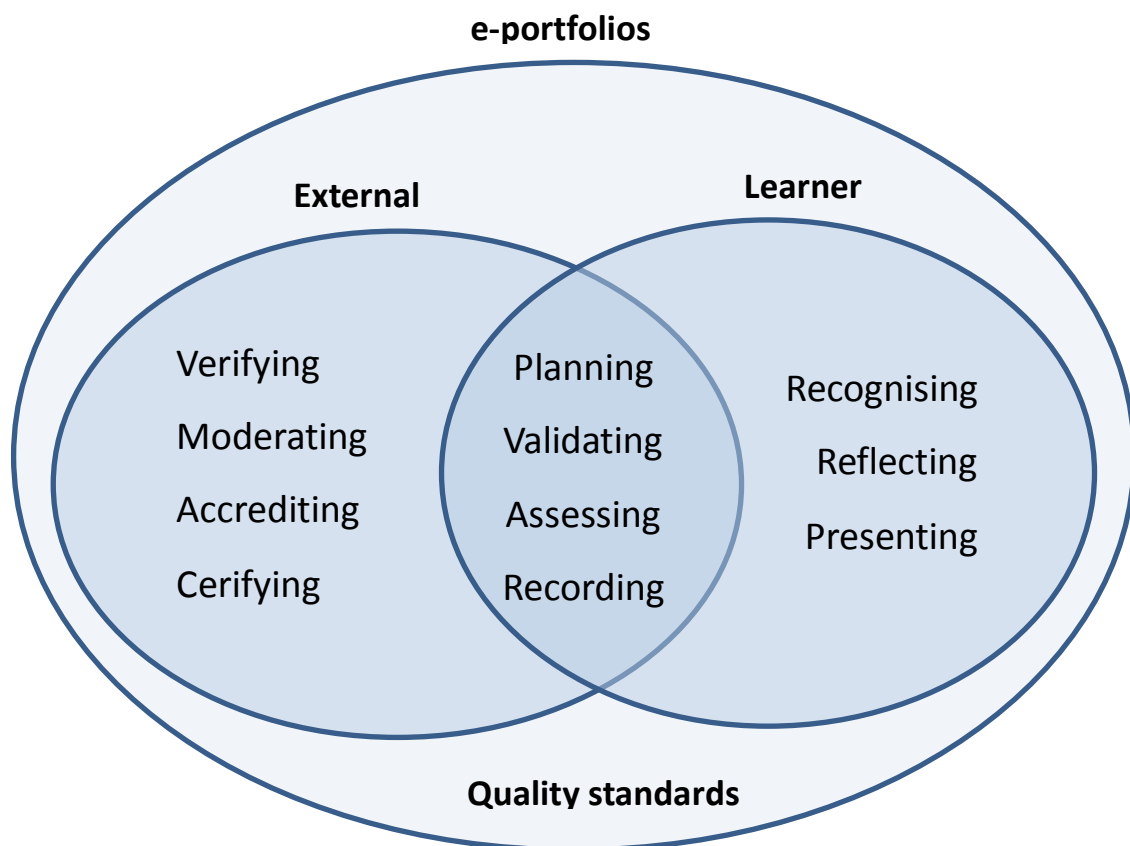 e-portfolios
External
Learner
Verifying
Moderating
Accrediting
Cerifying
Planning
Validating
Assessing
Recording
Recognising
Reflecting
Presenting
Quality standards